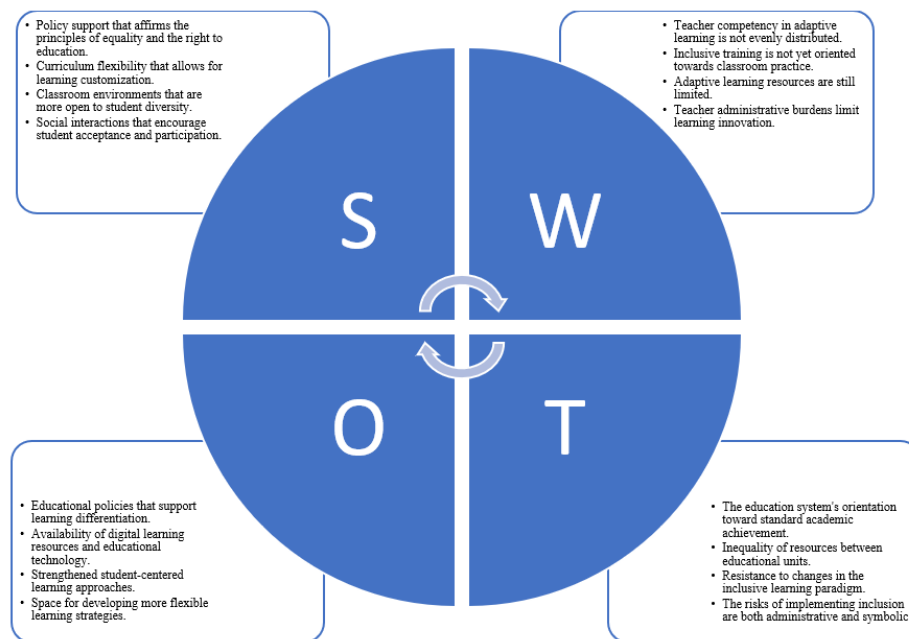 • Policy support that affirms the
principles of equality and the right to
education.
• Curriculum flexibility that allows for
learning customization.
• Classroom environments that are
more open to student diversity.
• Social interactions that encourage
student acceptance and participation.
• Teacher competency in adaptive
learning is not evenly distributed.
• Inclusive training is not yet oriented
towards classroom practice.
• Adaptive learning resources are still
limited.
• Teacher administrative burdens limit
learning innovation.
S
W
O
T
• Educational policies that support
learning differentiation.
• Availability of digital learning
resources and educational
technology.
• Strengthened student-centered
learning approaches.
• Space for developing more flexible
learning strategies.
• The education system's orientation
toward standard academic
achievement.
• Inequality of resources between
educational units.
• Resistance to changes in the
inclusive learning paradigm.
• The risks of implementing inclusion
are both administrative and symbolic